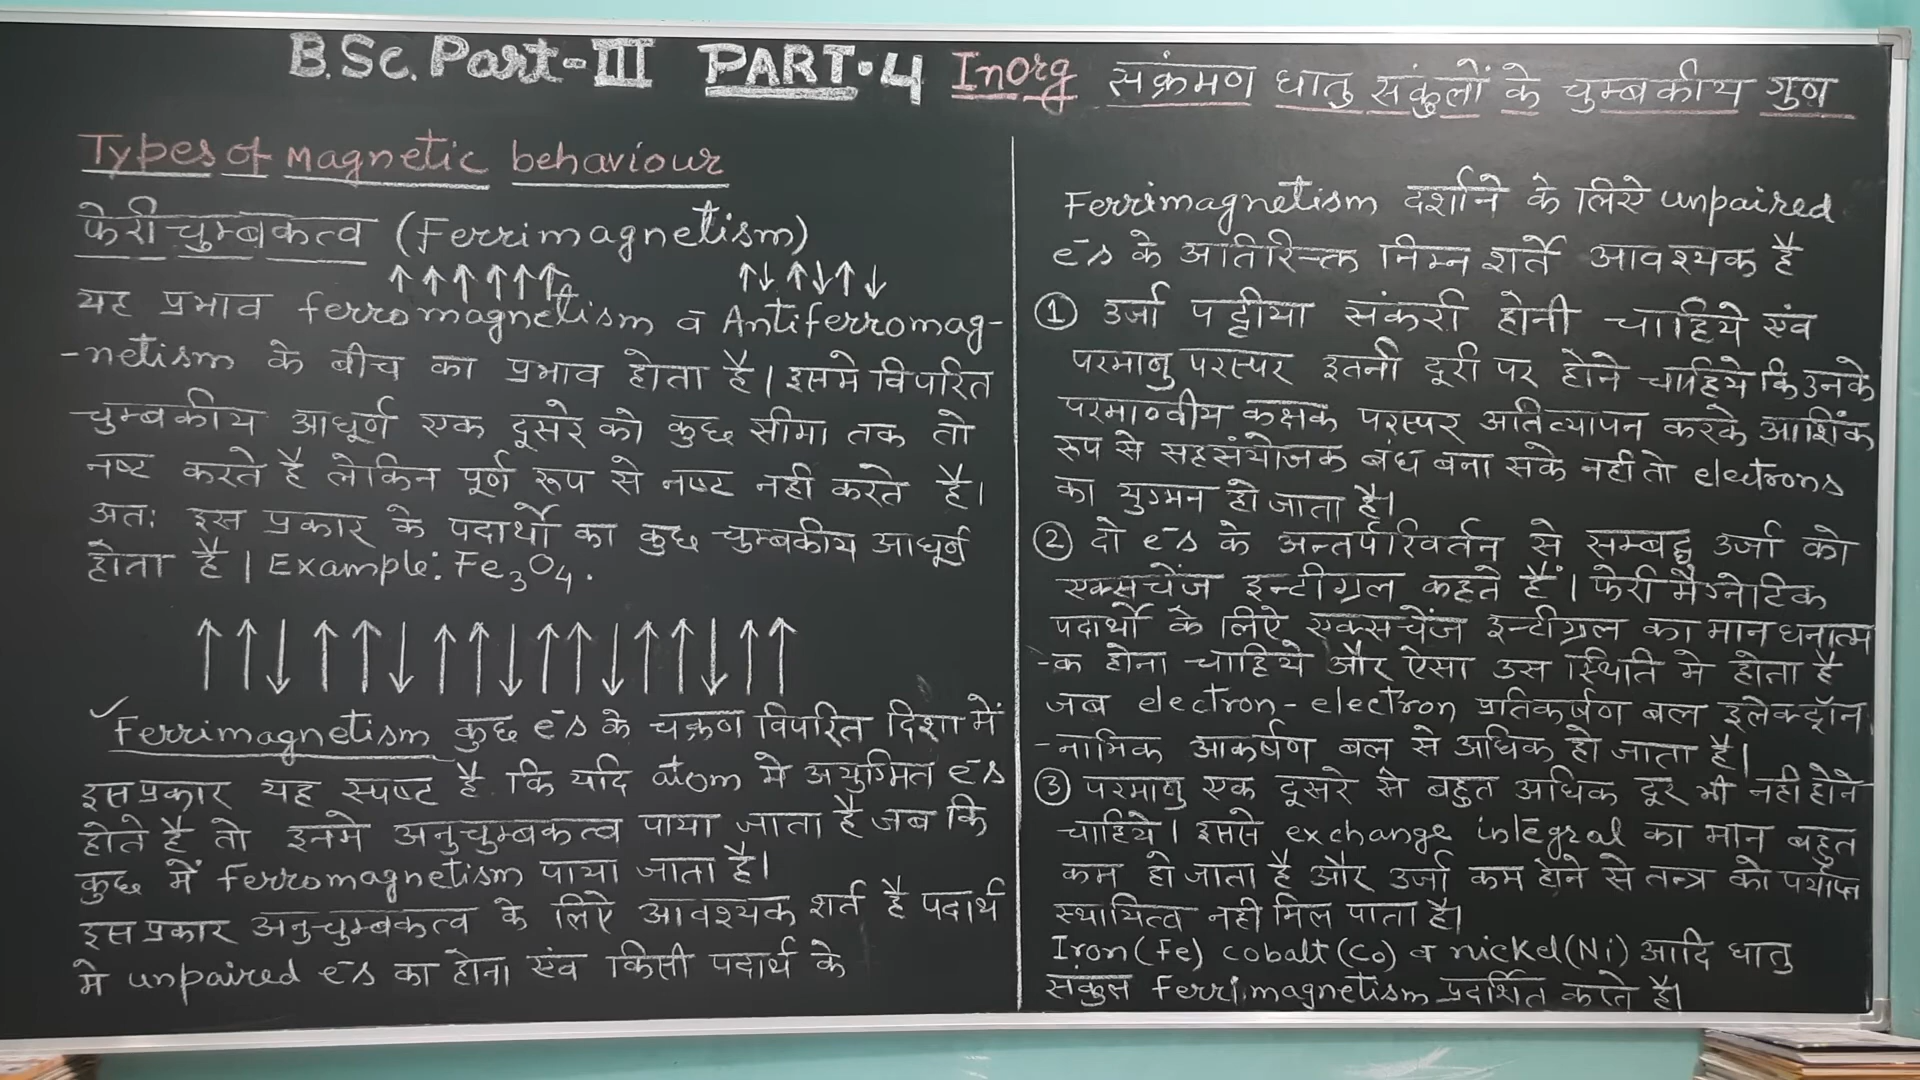 B.Sc. Part-III PART·4 Inorg संक्रमण धातु संकुलों के चुम्बकीय गुण
Types of magnetic behaviour
फेरी चुम्बकत्व (Ferrimagnetism)
↑↑↑↑↑↑ ↑↓↑↓↑↓
यह प्रभाव ferromagnetism व Antiferromag-
-netism के बीच का प्रभाव होता है। इसमे विपरित
चुम्बकीय आधूर्ण एक दूसरे को कुछ सीमा तक तो
नष्ट करते है लेकिन पूर्ण रूप से नष्ट नही करते है।
अतः इस प्रकार के पदार्थो का कुछ चुम्बकीय आधूर्ण
होता है। Example: Fe₃O₄.
↑↑↓↑↑↓↑↑↓↑↑↓↑↑↓↑↑
✓Ferrimagnetism कुछ e⁻s के चक्रण विपरित दिशा में
इस प्रकार यह स्पष्ट है कि यदि atom मे अयुग्मित e⁻s
होते है तो इनमे अनुचुम्बकत्व पाया जाता है जब कि
कुछ में ferromagnetism पाया जाता है।
इस प्रकार अनुचुम्बकत्व के लिए आवश्यक शर्त है पदार्थ
मे unpaired e⁻s का होना एंव किसी पदार्थ के
Ferrimagnetism दर्शाने के लिऐ unpaired
e⁻s के अतिरिक्त निम्न शर्ते आवश्यक है
① उर्जा पट्टीया संकरी होनी चाहिये एंव
परमाणु परस्पर इतनी दूरी पर होने चाहिये कि उनके
परमाण्वीय कक्षक परस्पर अतिव्यापन करके आशिंक
रूप से सहसंयोजक बंध बना सके नही तो electrons
का युग्मन हो जाता है।
② दो e⁻s के अन्तर्परिवर्तन से सम्बद्ध उर्जा को
एक्सचेंज इन्टीग्रल कहते हैं। फेरी मैग्नेटिक
पदार्थो के लिऐ एक्सचेंज इन्टीग्रल का मान धनात्म
-क होना चाहिये और ऐसा उस स्थिति मे होता है
जब electron-electron प्रतिकर्षण बल इलेक्ट्रॉन
-नाभिक आकर्षण बल से अधिक हो जाता है।
③ परमाणु एक दूसरे से बहुत अधिक दूर भी नही होने
चाहिये। इससे exchange integral का मान बहुत
कम हो जाता है और उर्जा कम होने से तन्त्र को पर्याप्त
स्थायित्व नही मिल पाता है।
Iron(Fe) cobalt(Co) व nickel(Ni) आदि धातु
सकुल Ferrimagnetism प्रदर्शित करते है।